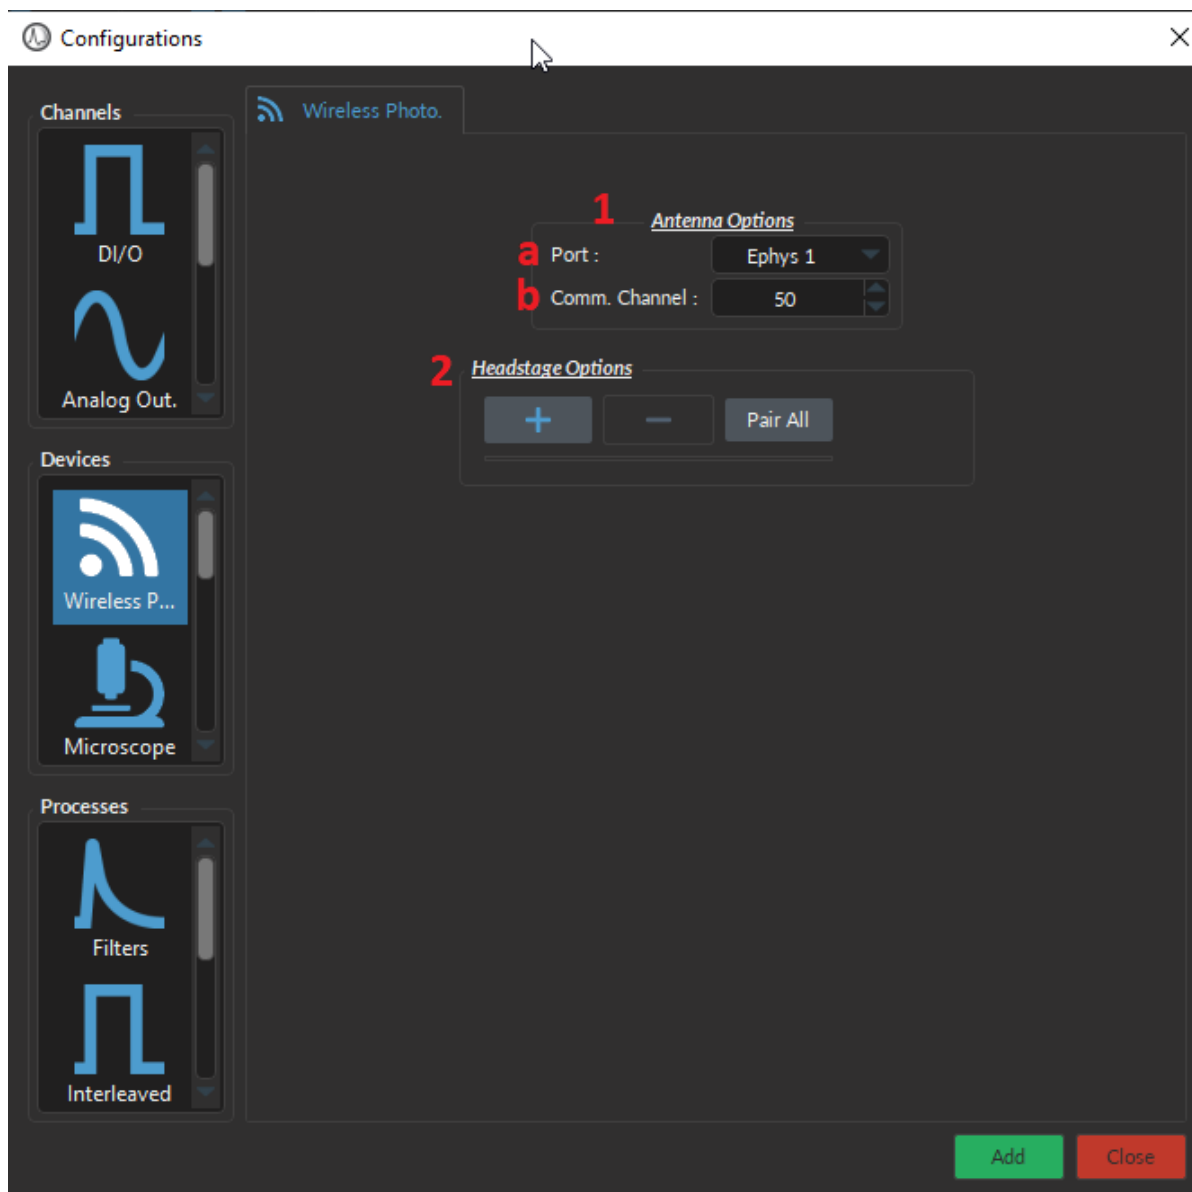 Configurations
Channels
DI/O
Analog Out.
Devices
Wireless P...
Microscope
Processes
Filters
Interleaved
Wireless Photo.
1 Antenna Options
a Port : Ephys 1
b Comm. Channel : 50
2 Headstage Options
+ − Pair All
Add Close